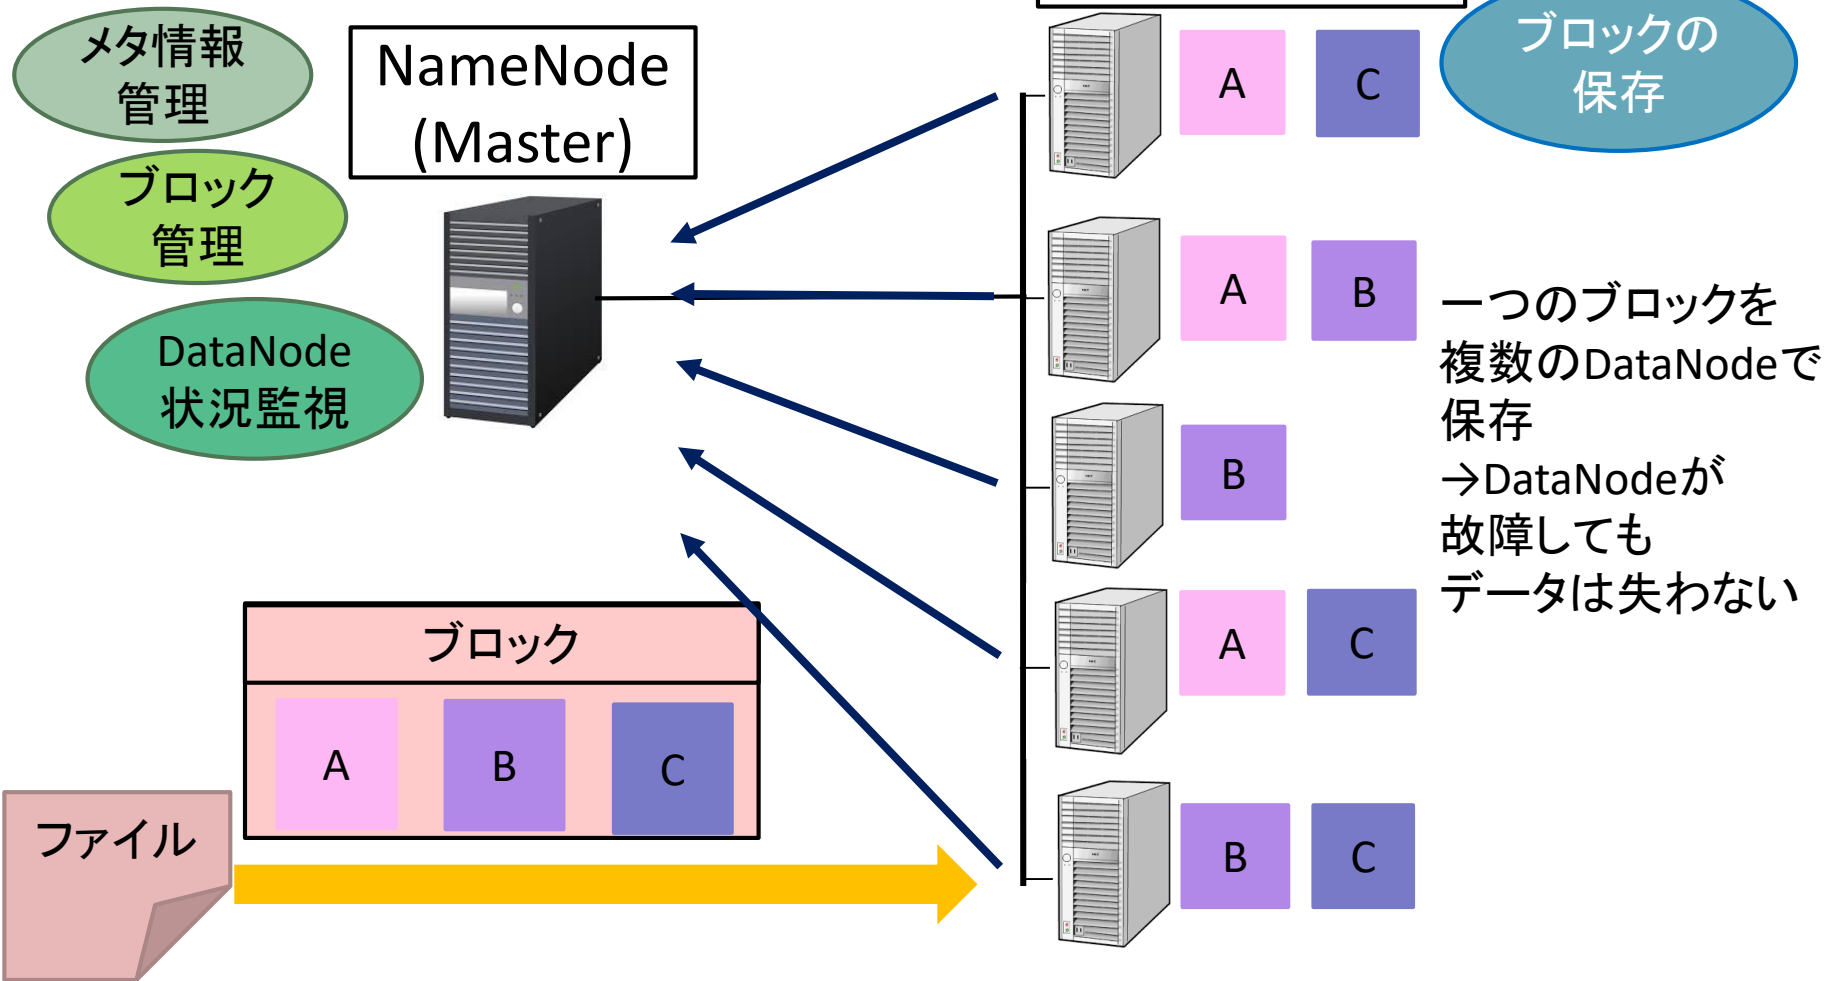 メタ情報
管理
NameNode
(Master)
ブロック
管理
DataNode
状況監視
ブロックの
保存
A
C
A
B
B
A
C
B
C
一つのブロックを
複数のDataNodeで
保存
→DataNodeが
故障しても
データは失わない
ブロック
A
B
C
ファイル